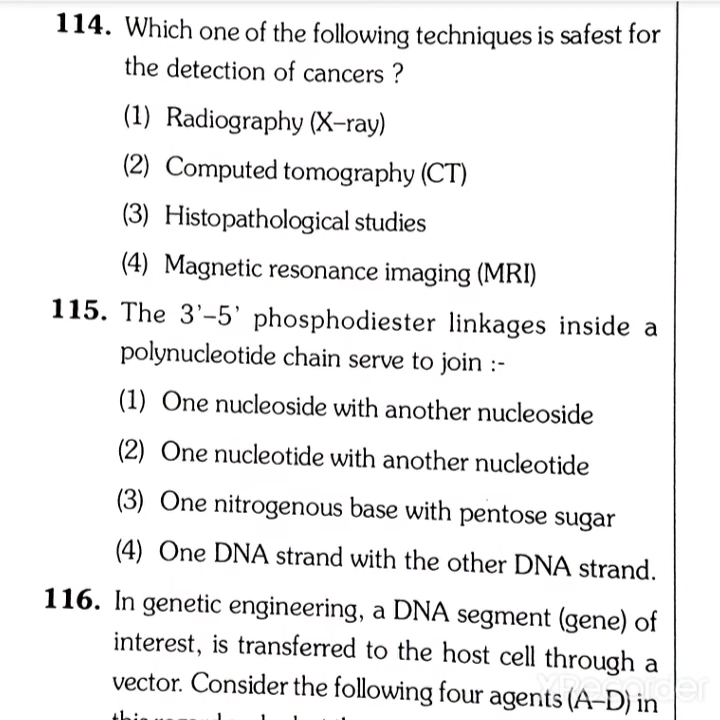 114. Which one of the following techniques is safest for
the detection of cancers ?
(1) Radiography (X–ray)
(2) Computed tomography (CT)
(3) Histopathological studies
(4) Magnetic resonance imaging (MRI)
115. The 3'–5' phosphodiester linkages inside a
polynucleotide chain serve to join :-
(1) One nucleoside with another nucleoside
(2) One nucleotide with another nucleotide
(3) One nitrogenous base with pentose sugar
(4) One DNA strand with the other DNA strand.
116. In genetic engineering, a DNA segment (gene) of
interest, is transferred to the host cell through a
vector. Consider the following four agents (A–D) in
XRecorder